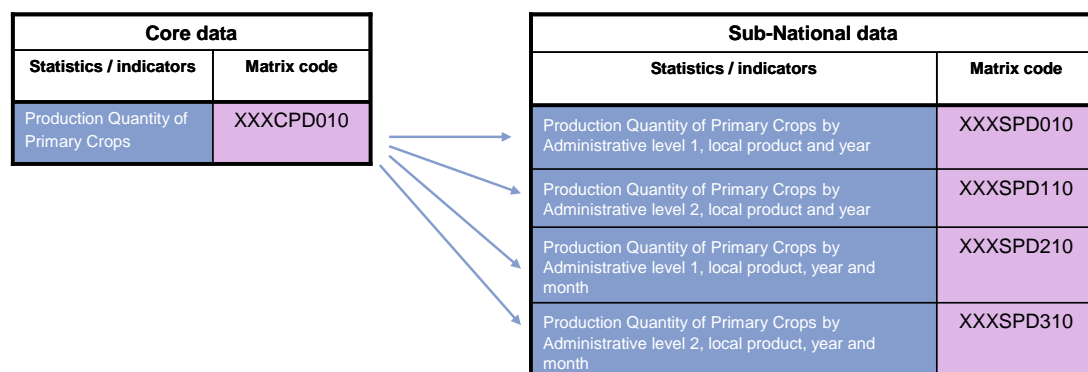 Core data
Statistics / indicators
Matrix code
Production Quantity of
Primary Crops
XXXCPD010
Sub-National data
Statistics / indicators
Matrix code
Production Quantity of Primary Crops by
Administrative level 1, local product and year
XXXSPD010
Production Quantity of Primary Crops by
Administrative level 2, local product and year
XXXSPD110
Production Quantity of Primary Crops by
Administrative level 1, local product, year and
month
XXXSPD210
Production Quantity of Primary Crops by
Administrative level 2, local product, year and
month
XXXSPD310